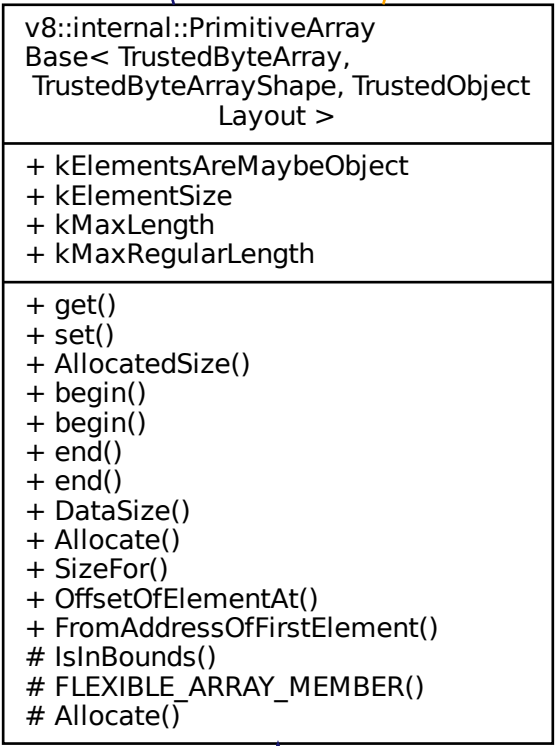 v8::internal::PrimitiveArray
Base< TrustedByteArray,
TrustedByteArrayShape, TrustedObject
Layout >
+ kElementsAreMaybeObject
+ kElementSize
+ kMaxLength
+ kMaxRegularLength
+ get()
+ set()
+ AllocatedSize()
+ begin()
+ begin()
+ end()
+ end()
+ DataSize()
+ Allocate()
+ SizeFor()
+ OffsetOfElementAt()
+ FromAddressOfFirstElement()
# IsInBounds()
# FLEXIBLE_ARRAY_MEMBER()
# Allocate()